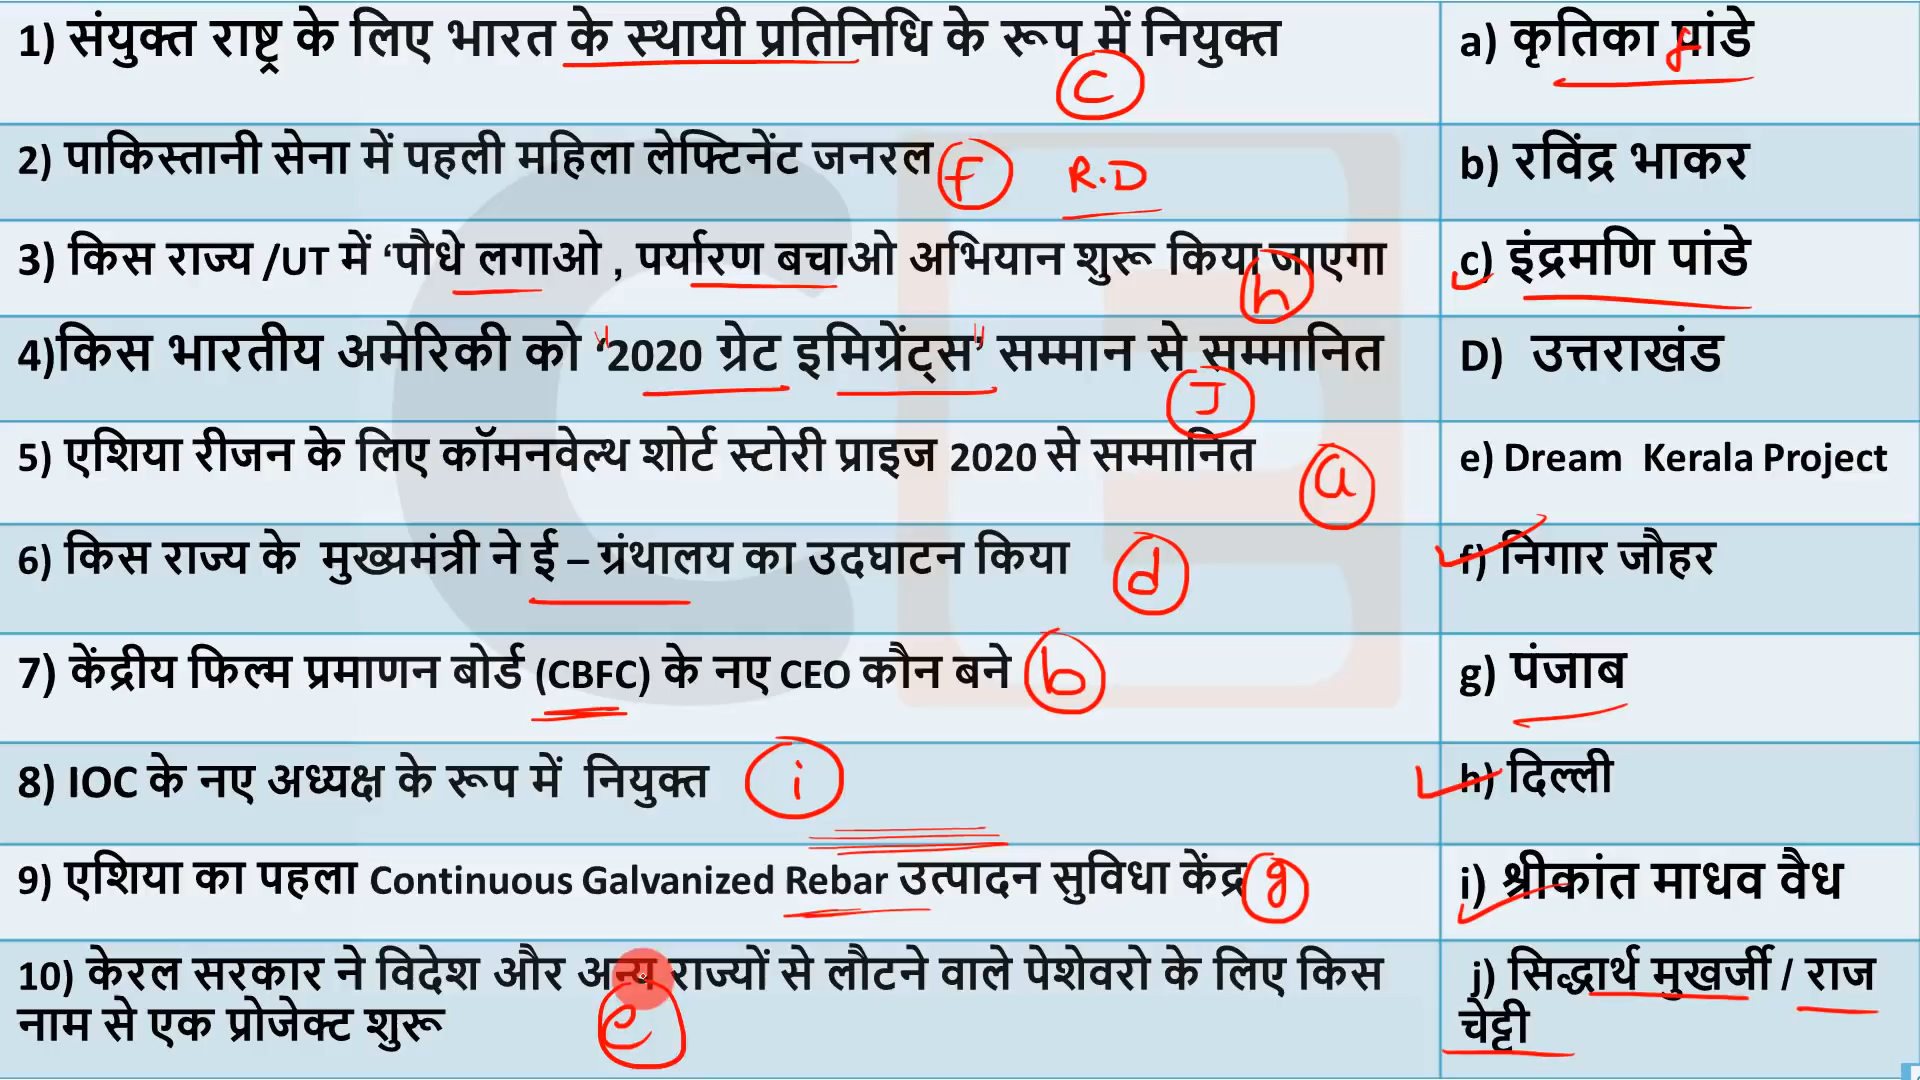 1) संयुक्त राष्ट्र के लिए भारत के स्थायी प्रतिनिधि के रूप में नियुक्त
C
a) कृतिका पांडे
2) पाकिस्तानी सेना में पहली महिला लेफ्टिनेंट जनरल
f
R.D
b) रविंद्र भाकर
3) किस राज्य /UT में ‘पौधे लगाओ , पर्यारण बचाओ अभियान शुरू किया जाएगा
h
c) इंद्रमणि पांडे
4)किस भारतीय अमेरिकी को ‘2020 ग्रेट इमिग्रेंट्स’ सम्मान से सम्मानित
J
D) उत्तराखंड
5) एशिया रीजन के लिए कॉमनवेल्थ शोर्ट स्टोरी प्राइज 2020 से सम्मानित
a
e) Dream Kerala Project
6) किस राज्य के मुख्यमंत्री ने ई – ग्रंथालय का उदघाटन किया
d
f) निगार जौहर
7) केंद्रीय फिल्म प्रमाणन बोर्ड (CBFC) के नए CEO कौन बने
b
g) पंजाब
8) IOC के नए अध्यक्ष के रूप में नियुक्त
i
h) दिल्ली
9) एशिया का पहला Continuous Galvanized Rebar उत्पादन सुविधा केंद्र
g
i) श्रीकांत माधव वैध
10) केरल सरकार ने विदेश और अन्य राज्यों से लौटने वाले पेशेवरो के लिए किस
नाम से एक प्रोजेक्ट शुरू
e
j) सिद्धार्थ मुखर्जी / राज
चेट्टी